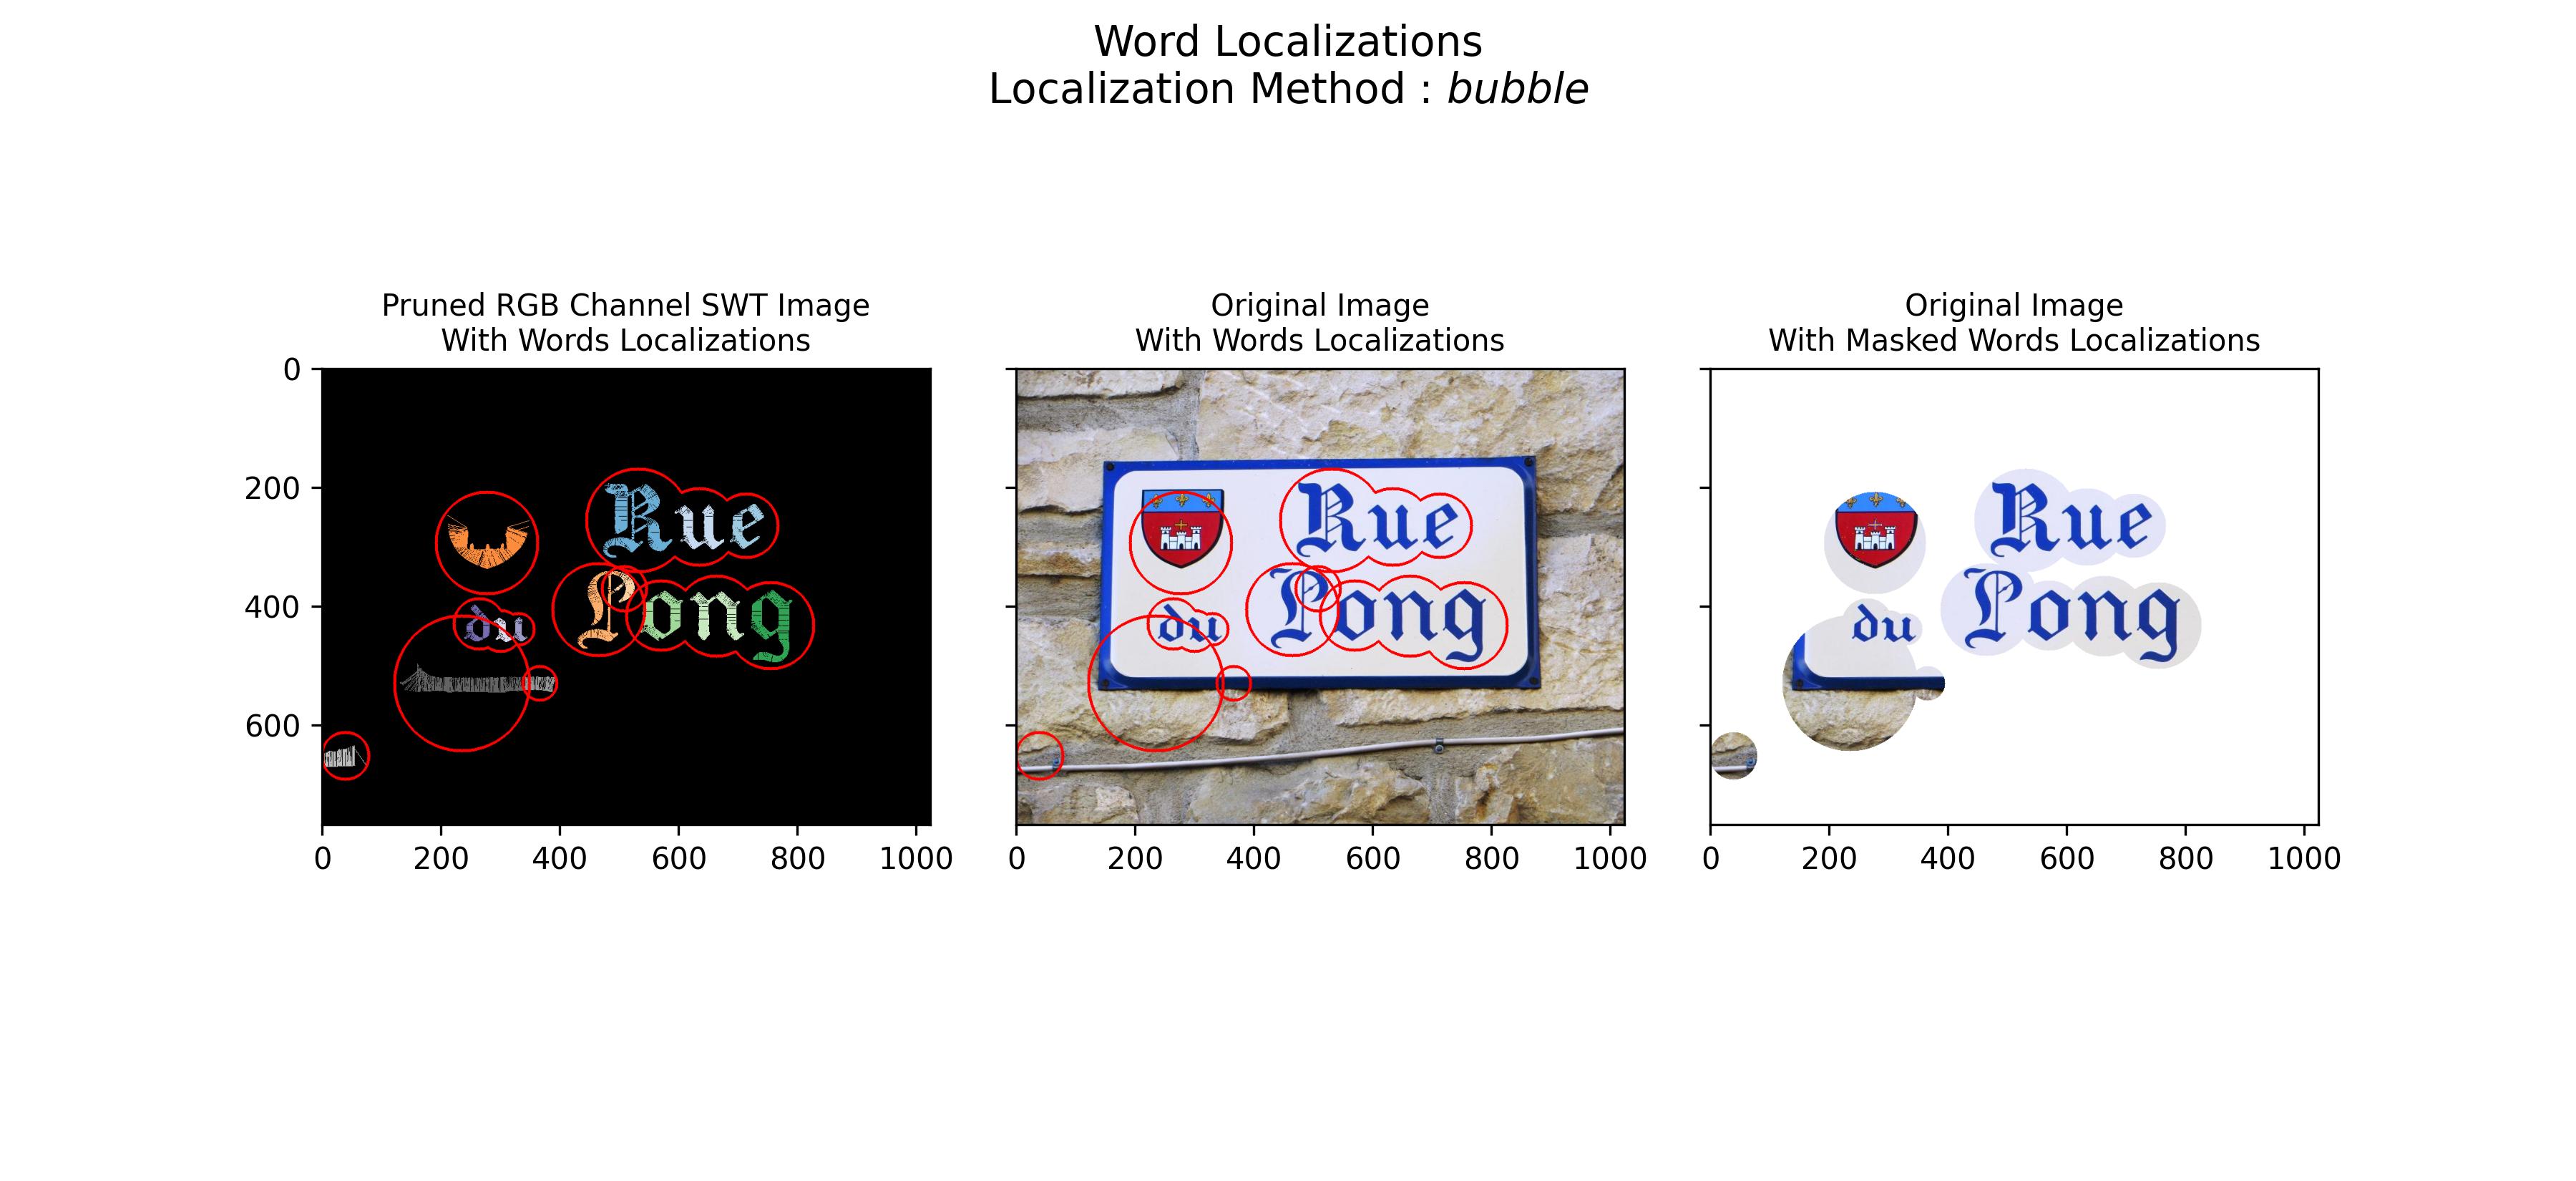 Word Localizations
Localization Method : bubble
Pruned RGB Channel SWT Image
With Words Localizations
Original Image
With Words Localizations
Original Image
With Masked Words Localizations
0
200
400
600
0 200 400 600 800 1000
Rue
du Pong
0 200 400 600 800 1000
Rue
du Pong
0 200 400 600 800 1000
Rue
du Pong